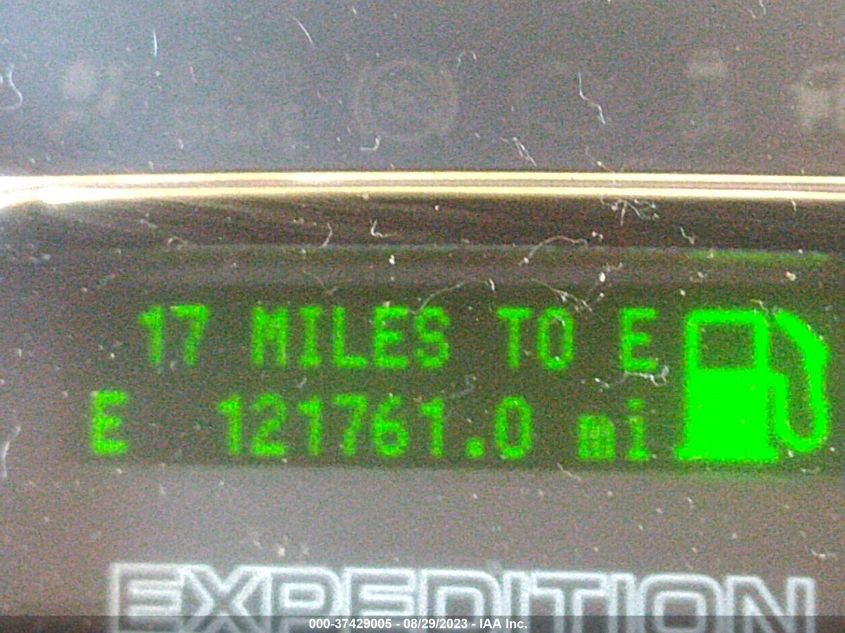 17 MILES TO E
E 121761.0 mi
EXPEDITION
000-37429005 - 08/29/2023 - IAA Inc.